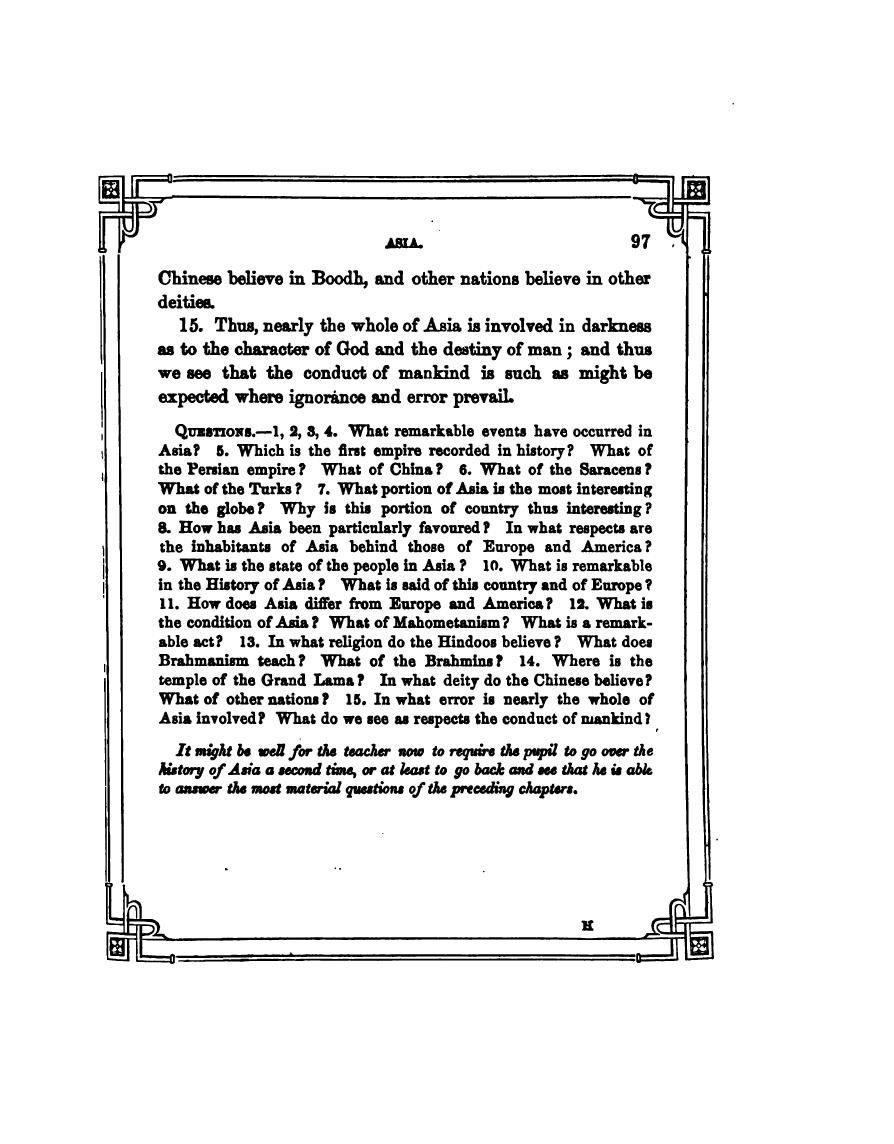 ASIA. 97
Chinese believe in Boodh, and other nations believe in other
deities.
15. Thus, nearly the whole of Asia is involved in darkness
as to the character of God and the destiny of man ; and thus
we see that the conduct of mankind is such as might be
expected where ignorance and error prevail.
QUESTIONS.—1, 2, 3, 4. What remarkable events have occurred in
Asia? 5. Which is the first empire recorded in history? What of
the Persian empire? What of China? 6. What of the Saracens?
What of the Turks? 7. What portion of Asia is the most interesting
on the globe? Why is this portion of country thus interesting?
8. How has Asia been particularly favoured? In what respects are
the inhabitants of Asia behind those of Europe and America?
9. What is the state of the people in Asia? 10. What is remarkable
in the History of Asia? What is said of this country and of Europe?
11. How does Asia differ from Europe and America? 12. What is
the condition of Asia? What of Mahometanism? What is a remark-
able act? 13. In what religion do the Hindoos believe? What does
Brahmanism teach? What of the Brahmins? 14. Where is the
temple of the Grand Lama? In what deity do the Chinese believe?
What of other nations? 15. In what error is nearly the whole of
Asia involved? What do we see as respects the conduct of mankind?
It might be well for the teacher now to require the pupil to go over the
history of Asia a second time, or at least to go back and see that he is able
to answer the most material questions of the preceding chapters.
H